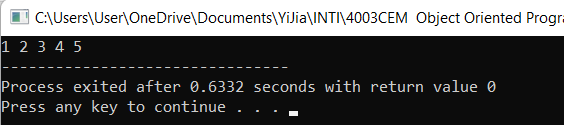 C:\Users\User\OneDrive\Documents\YiJia\INTI\4003CEM  Object Oriented Progra
1 2 3 4 5
--------------------------------
Process exited after 0.6332 seconds with return value 0
Press any key to continue . . .